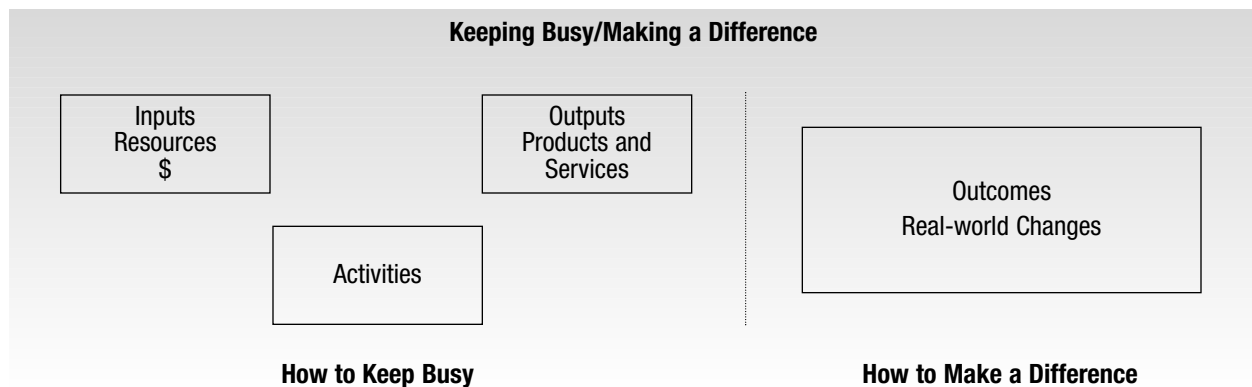 Keeping Busy/Making a Difference
Inputs
Resources
$
Outputs
Products and
Services
Activities
Outcomes
Real-world Changes
How to Keep Busy
How to Make a Difference